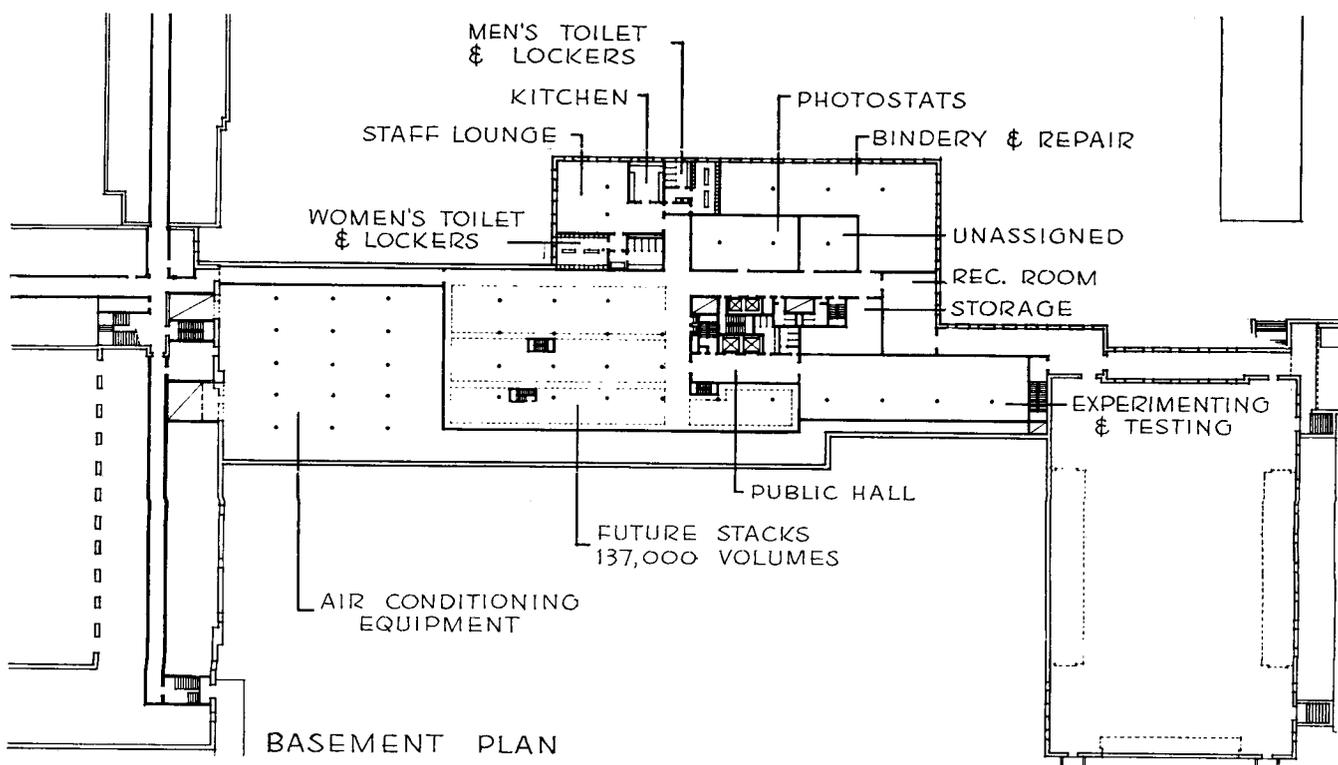 MEN'S TOILET
& LOCKERS
KITCHEN
PHOTOSTATS
STAFF LOUNGE
BINDERY & REPAIR
WOMEN'S TOILET
& LOCKERS
UNASSIGNED
REC. ROOM
STORAGE
EXPERIMENTING
& TESTING
PUBLIC HALL
FUTURE STACKS
137,000 VOLUMES
AIR CONDITIONING
EQUIPMENT
BASEMENT PLAN